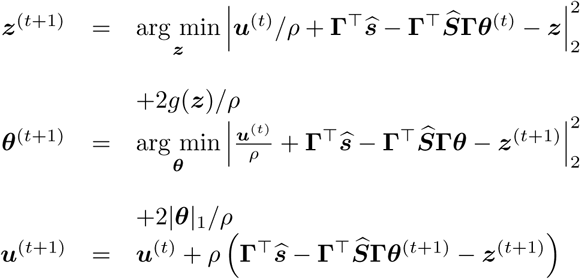 z^{(t+1)} = arg min_z |u^{(t)}/ρ + Γ^⊤ŝ − Γ^⊤ŜΓθ^{(t)} − z|_2^2
+2g(z)/ρ
θ^{(t+1)} = arg min_θ |u^{(t)}/ρ + Γ^⊤ŝ − Γ^⊤ŜΓθ − z^{(t+1)}|_2^2
+2|θ|_1/ρ
u^{(t+1)} = u^{(t)} + ρ (Γ^⊤ŝ − Γ^⊤ŜΓθ^{(t+1)} − z^{(t+1)})